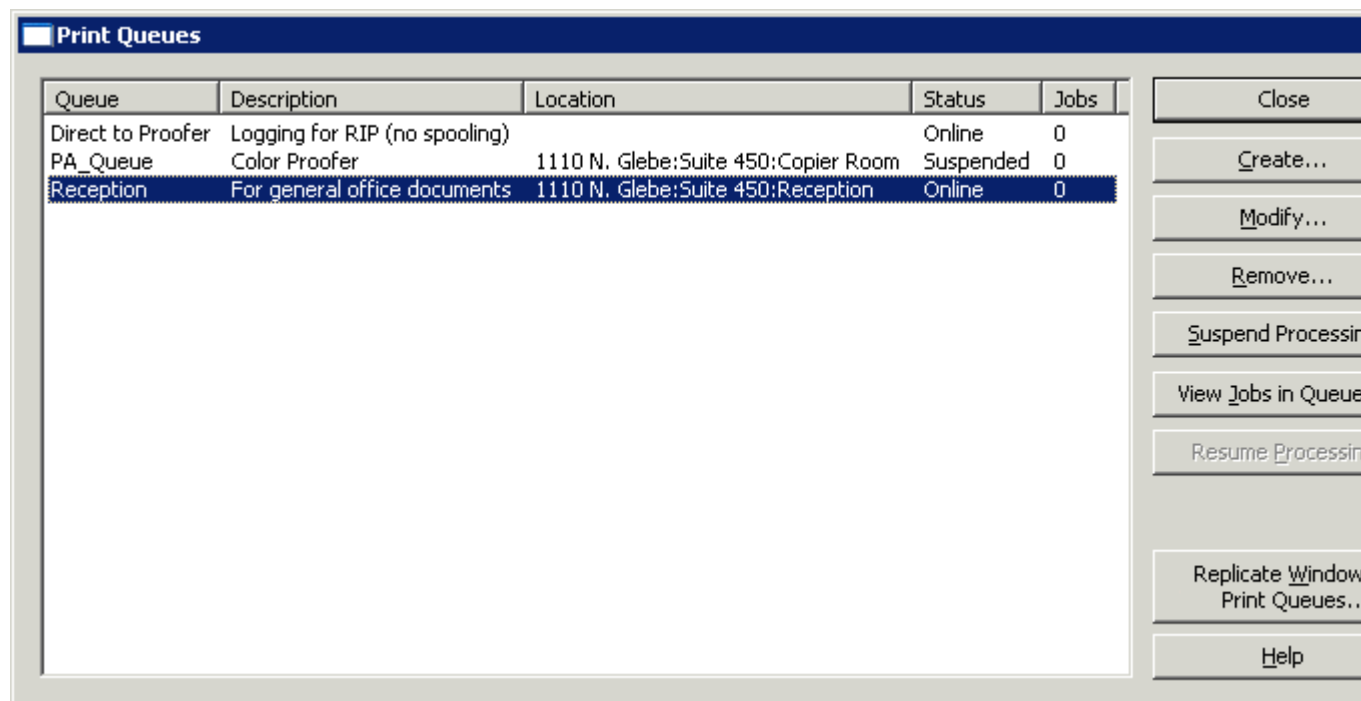 Print Queues
Queue Description Location Status Jobs
Direct to Proofer Logging for RIP (no spooling) Online 0
PA_Queue Color Proofer 1110 N. Glebe:Suite 450:Copier Room Suspended 0
Reception For general office documents 1110 N. Glebe:Suite 450:Reception Online 0
Close
Create...
Modify...
Remove...
Suspend Processin
View Jobs in Queue
Resume Processin
Replicate Window
Print Queues..
Help